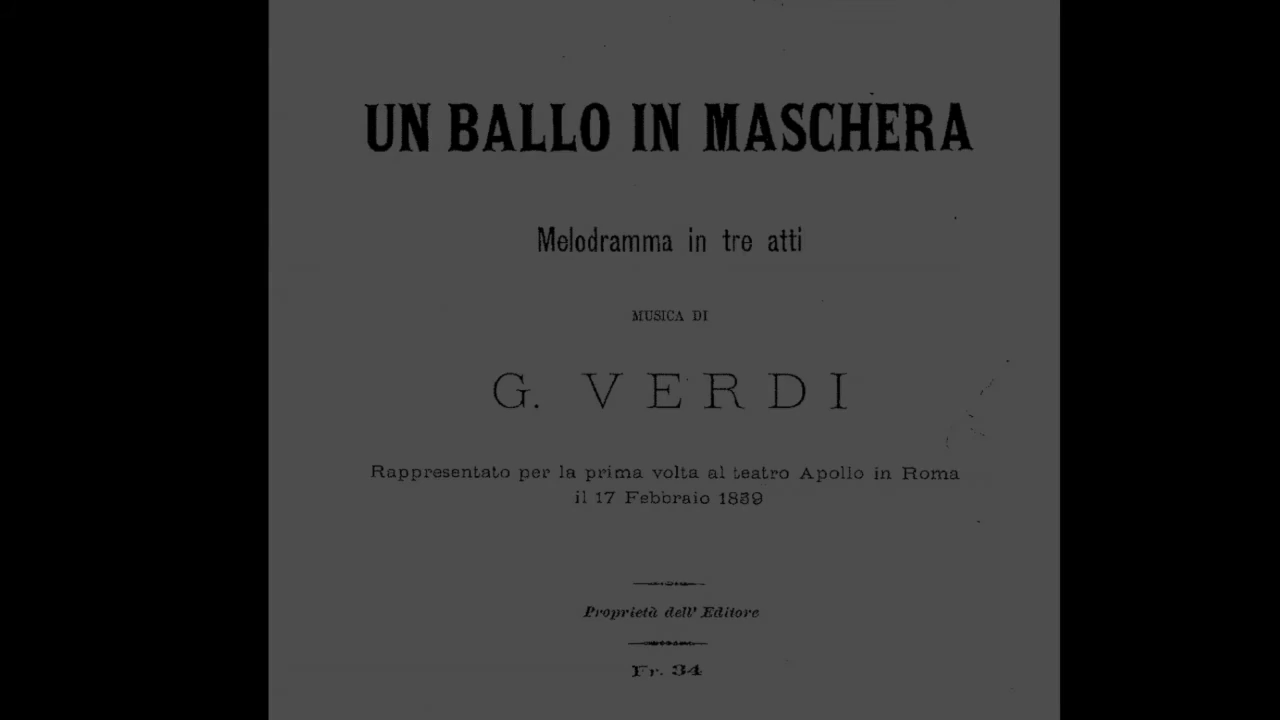 UN BALLO IN MASCHERA
Melodramma in tre atti
MUSICA DI
G. VERDI
Rappresentato per la prima volta al teatro Apollo in Roma
il 17 Febbraio 1859
Proprietà dell' Editore
Fr. 34